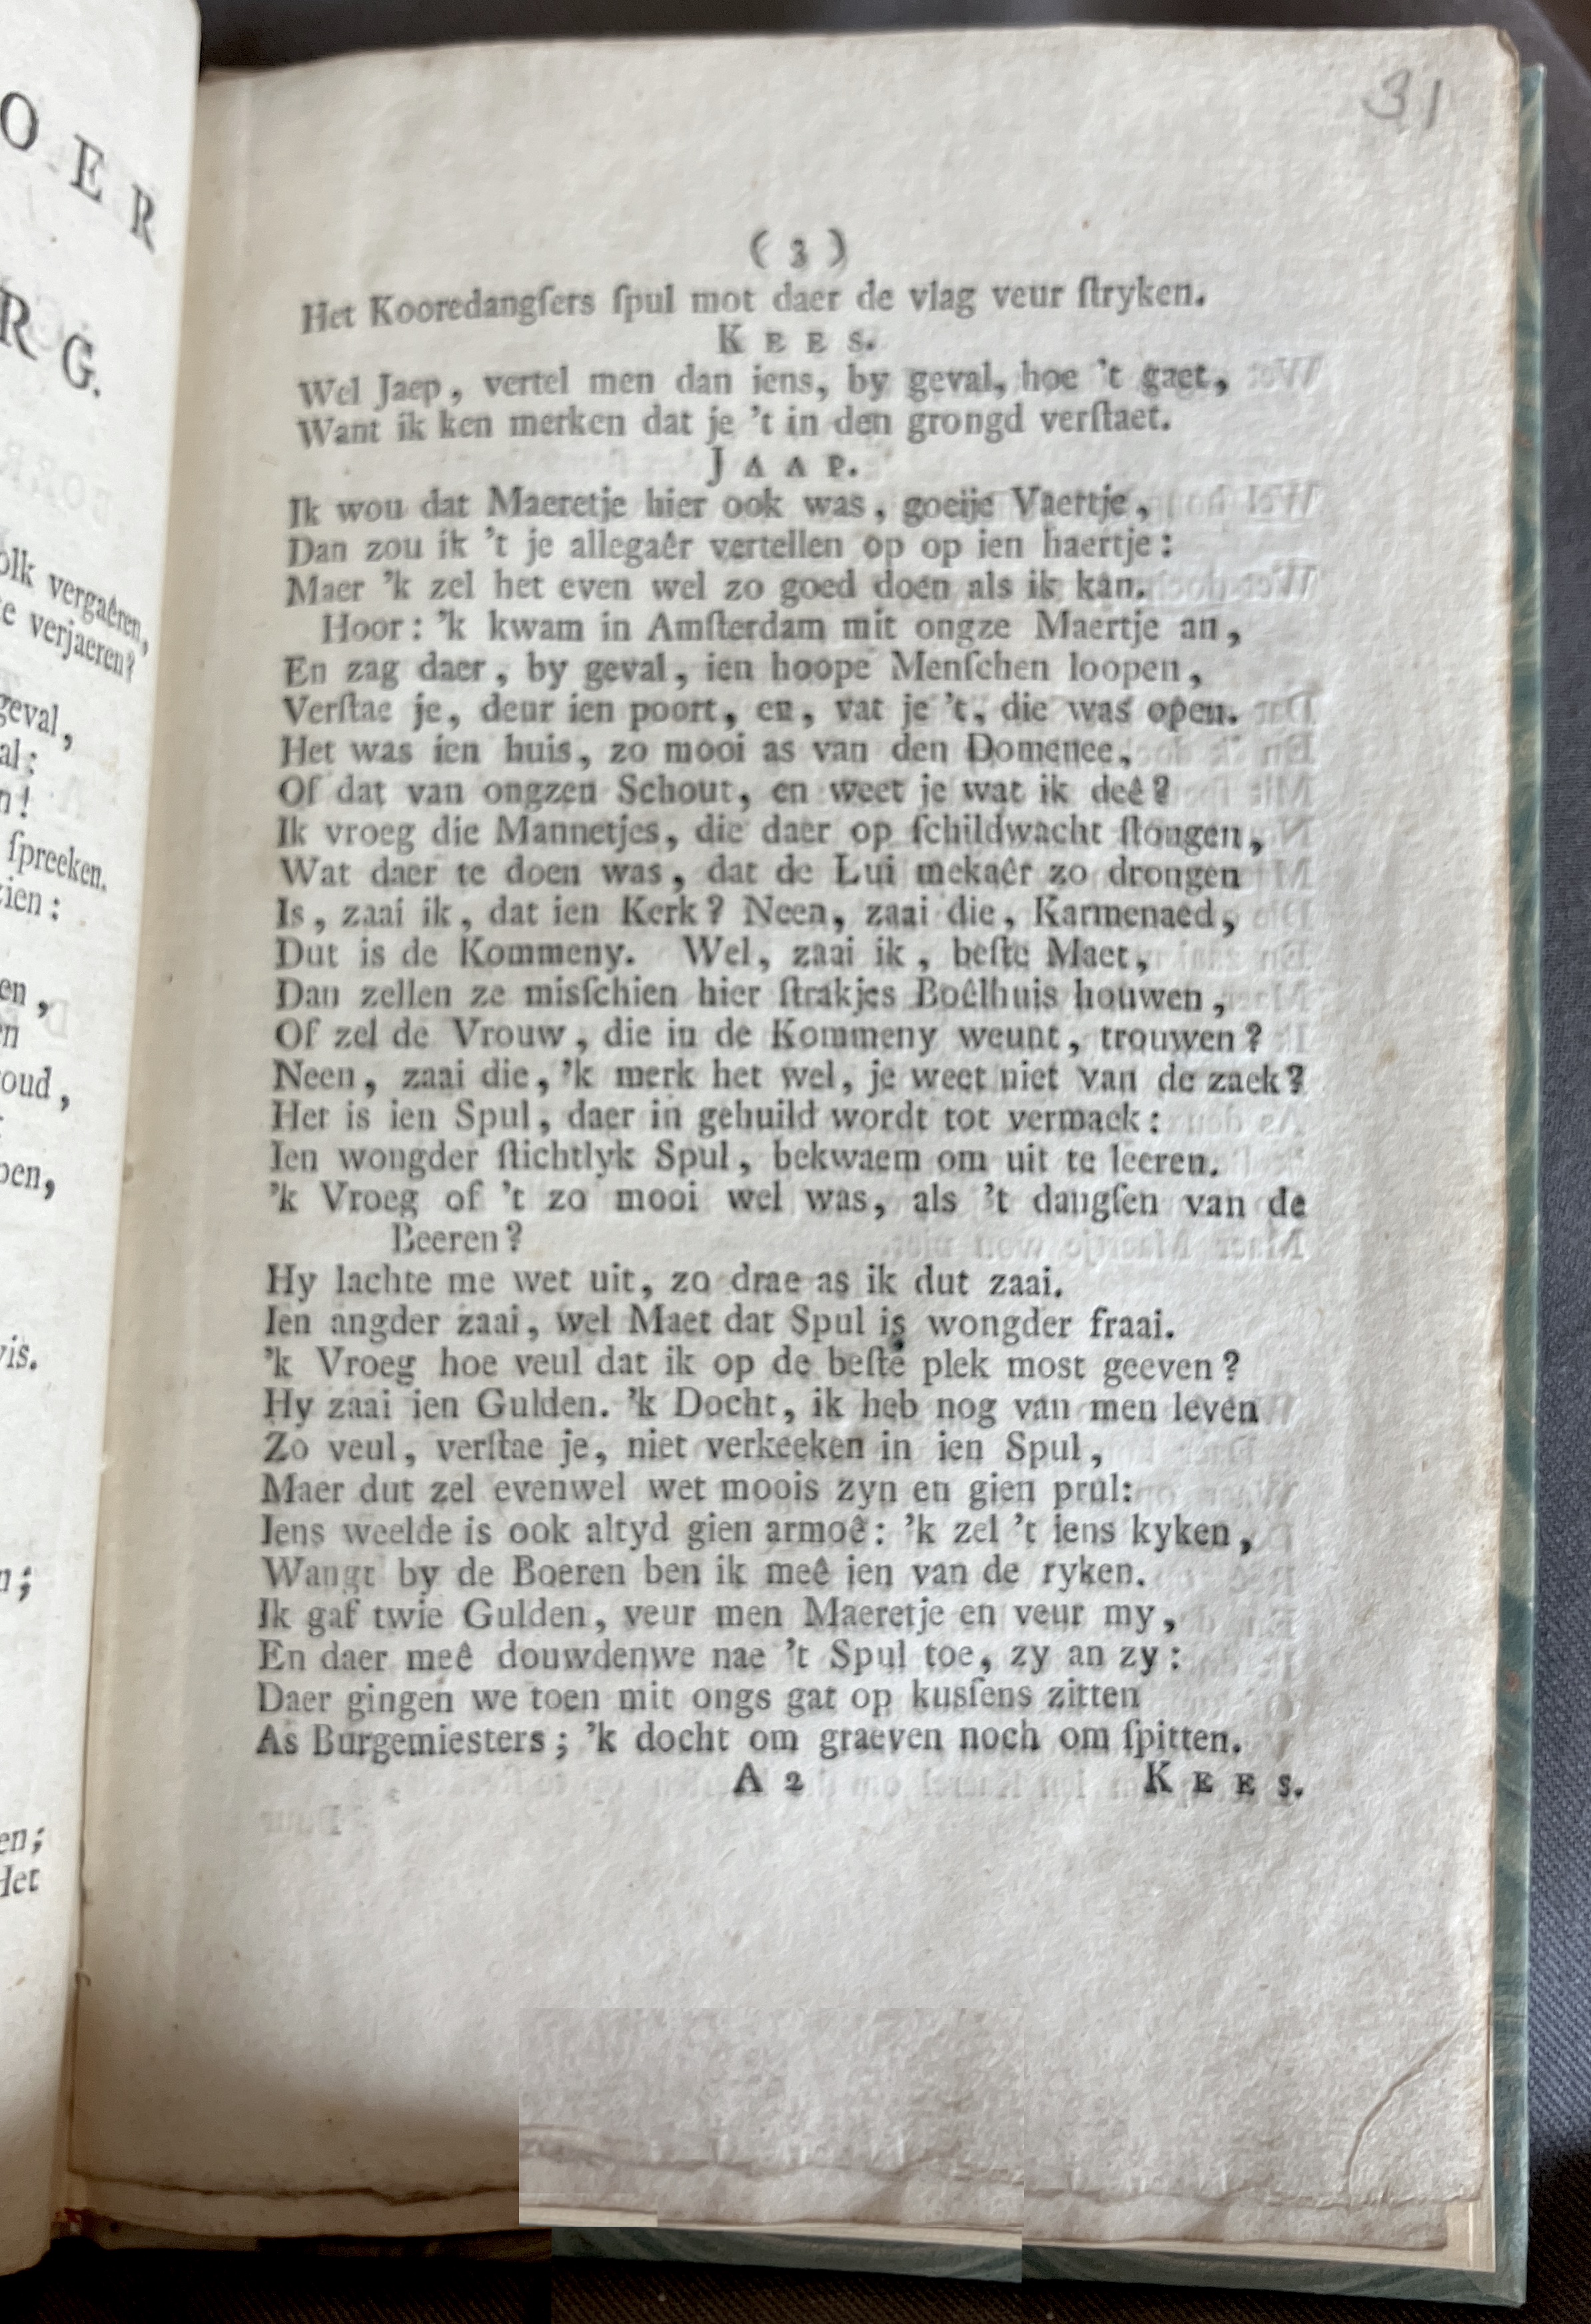 O E R
R G.
olk vergaêren,
te verjaeren?
geval,
al:
n!
ſpreeken.
zien:
en,
en
oud,
pen,
vis.
n;
en;
Het
31
( 3 )
Het Kooredangſers ſpul mot daer de vlag veur ſtryken.
K E E S.
Wel Jaep, vertel men dan iens, by geval, hoe 't gaet,
Want ik ken merken dat je 't in den grongd verſtaet.
J A A P.
Ik wou dat Maeretje hier ook was, goeije Vaertje,
Dan zou ik 't je allegaêr vertellen op op ien haertje:
Maer 'k zel het even wel zo goed doen als ik kan.
Hoor: 'k kwam in Amſterdam mit ongze Maertje an,
En zag daer, by geval, ien hoope Menſchen loopen,
Verſtae je, deur ien poort, en, vat je 't, die was open.
Het was ien huis, zo mooi as van den Domenee,
Of dat van ongzen Schout, en weet je wat ik deê?
Ik vroeg die Mannetjes, die daer op ſchildwacht ſtongen,
Wat daer te doen was, dat de Lui mekaêr zo drongen
Is, zaai ik, dat ien Kerk? Neen, zaai die, Karmenaed,
Dut is de Kommeny. Wel, zaai ik, beſte Maet,
Dan zellen ze misſchien hier ſtrakjes Boêlhuis houwen,
Of zel de Vrouw, die in de Kommeny weunt, trouwen?
Neen, zaai die, 'k merk het wel, je weet niet van de zaek?
Het is ien Spul, daer in gehuild wordt tot vermaek:
Ien wongder ſtichtlyk Spul, bekwaem om uit te leeren.
'k Vroeg of 't zo mooi wel was, als 't dangſen van de
Beeren?
Hy lachte me wet uit, zo drae as ik dut zaai.
Ien angder zaai, wel Maet dat Spul is wongder fraai.
'k Vroeg hoe veul dat ik op de beſte plek most geeven?
Hy zaai ien Gulden. 'k Docht, ik heb nog van men leven
Zo veul, verſtae je, niet verkeeken in ien Spul,
Maer dut zel evenwel wet moois zyn en gien prul:
Iens weelde is ook altyd gien armoê: 'k zel 't iens kyken,
Wangt by de Boeren ben ik meê ien van de ryken.
Ik gaf twie Gulden, veur men Maeretje en veur my,
En daer meê douwdenwe nae 't Spul toe, zy an zy:
Daer gingen we toen mit ongs gat op kusſens zitten
As Burgemiesters; 'k docht om graeven noch om ſpitten.
A 2 K E E S.